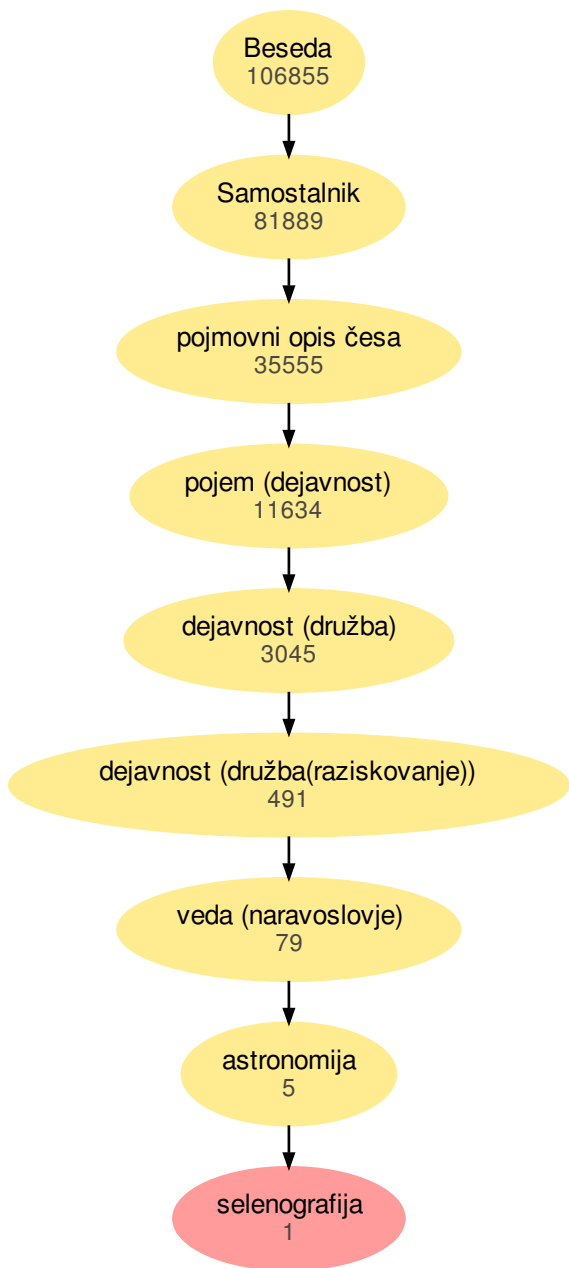 Beseda
106855
Samostalnik
81889
pojmovni opis česa
35555
pojem (dejavnost)
11634
dejavnost (družba)
3045
dejavnost (družba(raziskovanje))
491
veda (naravoslovje)
79
astronomija
5
selenografija
1